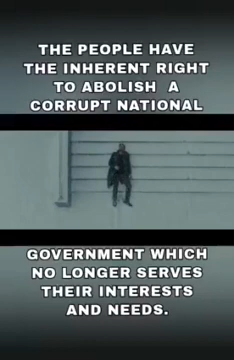 THE PEOPLE HAVE
THE INHERENT RIGHT
TO ABOLISH A
CORRUPT NATIONAL
GOVERNMENT WHICH
NO LONGER SERVES
THEIR INTERESTS
AND NEEDS.